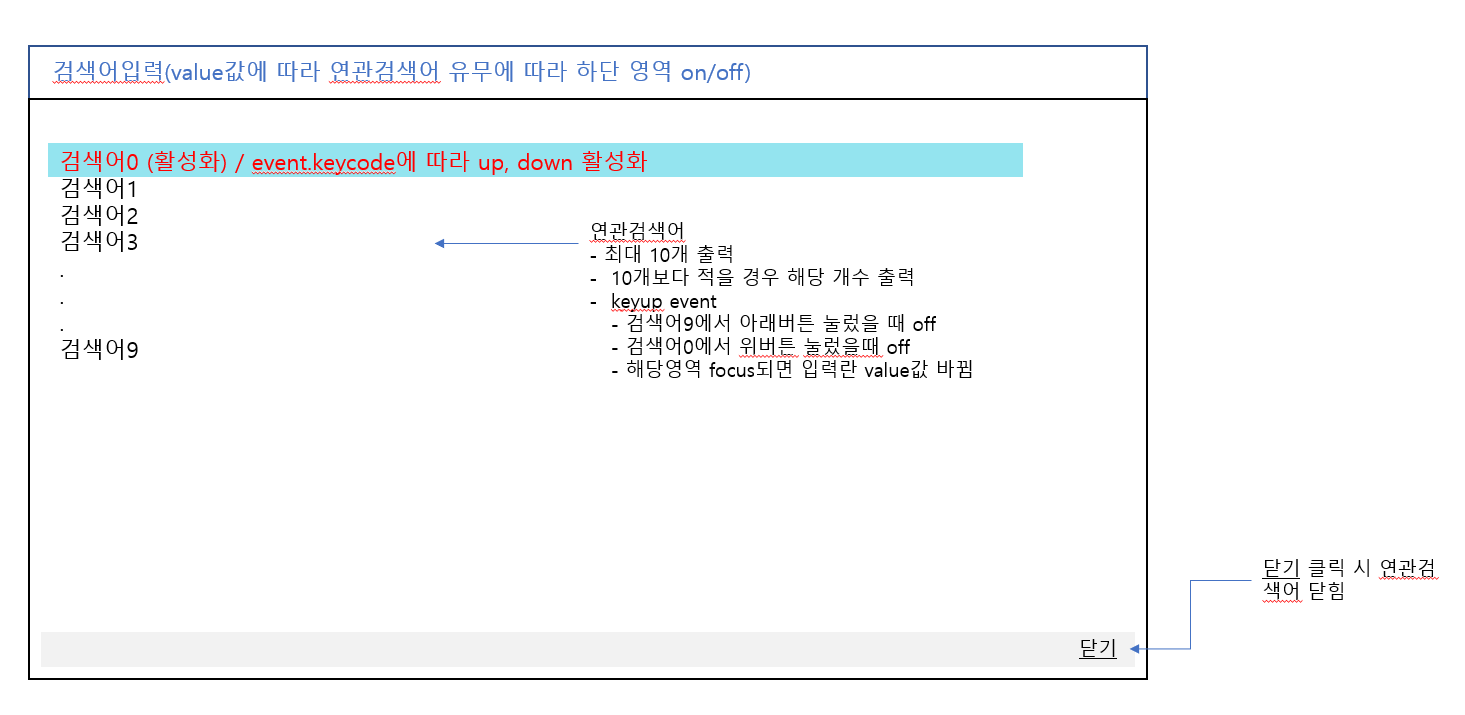 검색어입력(value값에 따라 연관검색어 유무에 따라 하단 영역 on/off)
검색어0 (활성화) / event.keycode에 따라 up, down 활성화
검색어1
검색어2
검색어3
.
.
.
검색어9
연관검색어
- 최대 10개 출력
- 10개보다 적을 경우 해당 개수 출력
- keyup event
- 검색어9에서 아래버튼 눌렀을 때 off
- 검색어0에서 위버튼 눌렀을때 off
- 해당영역 focus되면 입력란 value값 바뀜
닫기 클릭 시 연관검
색어 닫힘
닫기